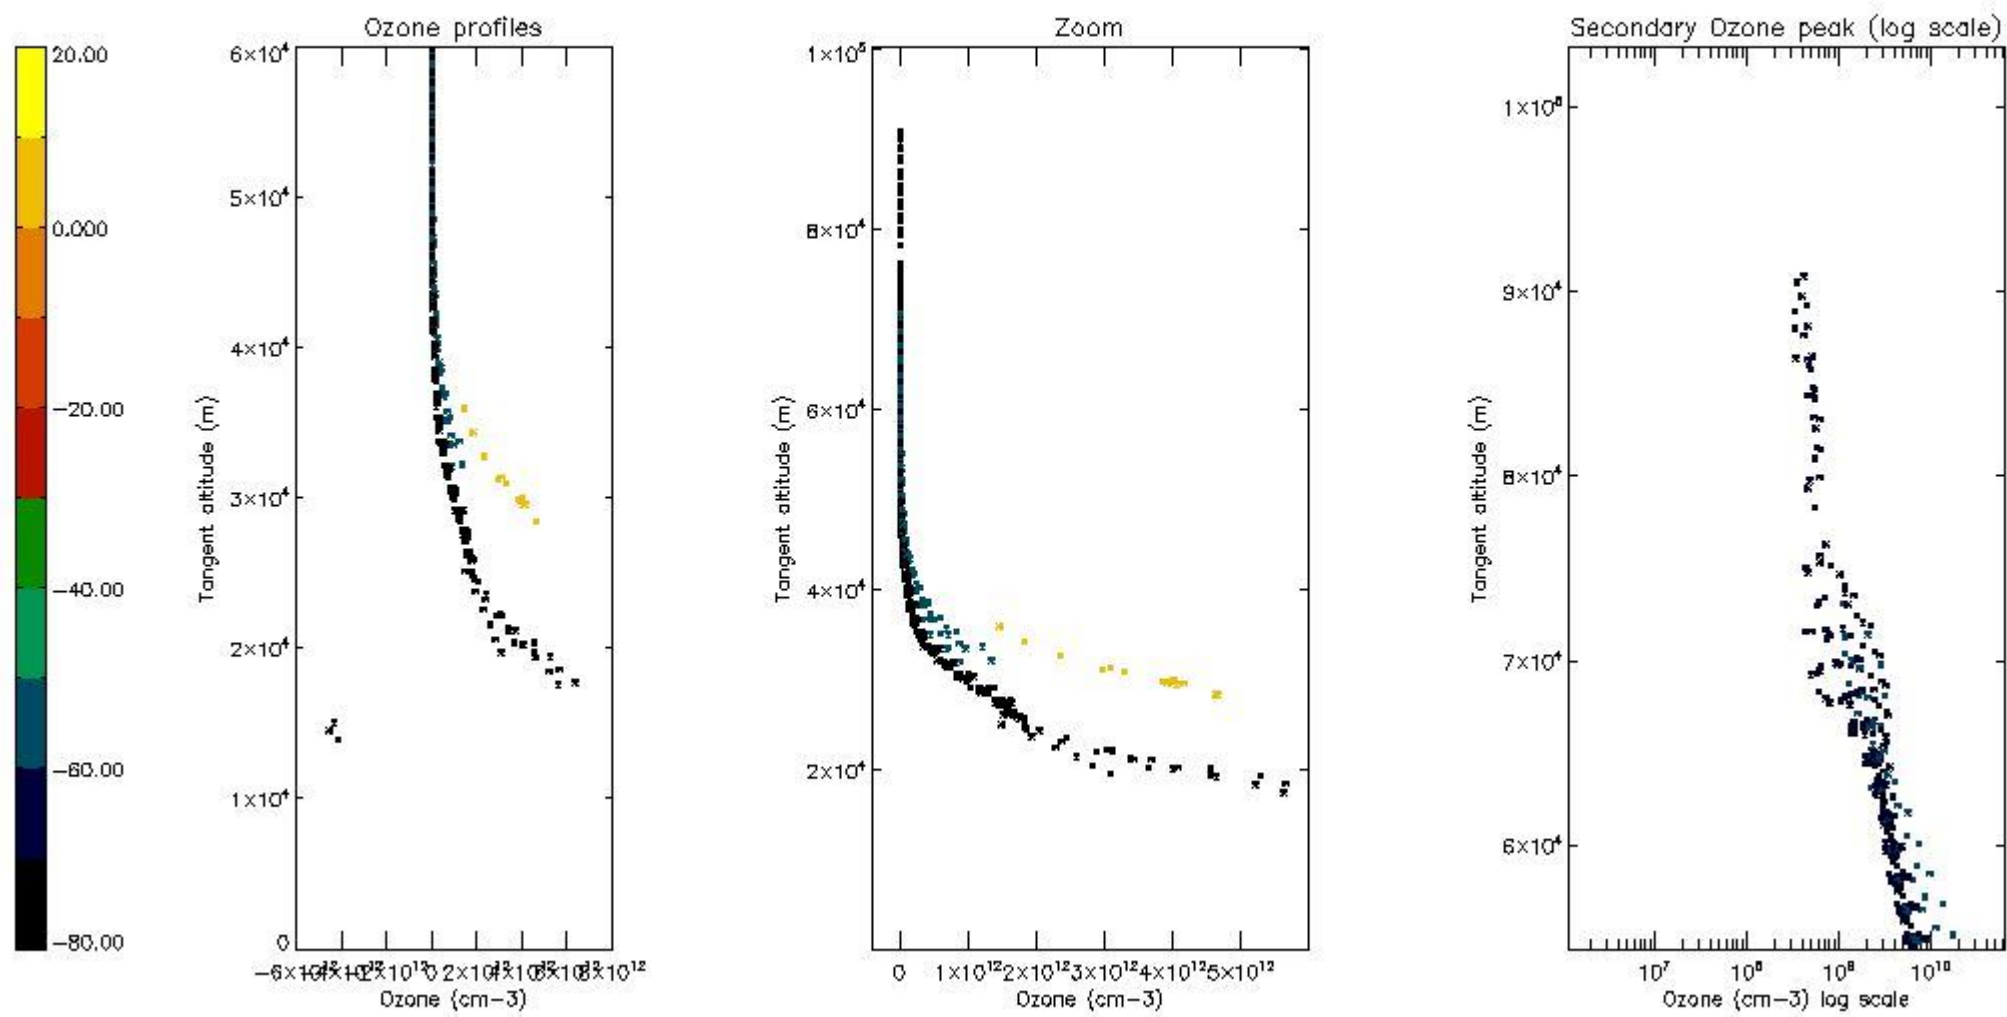 Ozone profiles
Zoom
Secondary Ozone peak (log scale)
20.00
0.000
−20.00
−40.00
−60.00
−80.00
6×10⁴
5×10⁴
4×10⁴
3×10⁴
2×10⁴
1×10⁴
0
Tangent altitude (m)
0
Ozone (cm−3)
1×10⁵
8×10⁴
6×10⁴
4×10⁴
2×10⁴
Tangent altitude (m)
0 1×10¹² 2×10¹² 3×10¹² 4×10¹² 5×10¹²
Ozone (cm−3)
9×10⁴
8×10⁴
7×10⁴
6×10⁴
Tangent altitude (m)
10⁷ 10⁸ 10⁹ 10¹⁰
Ozone (cm−3) log scale